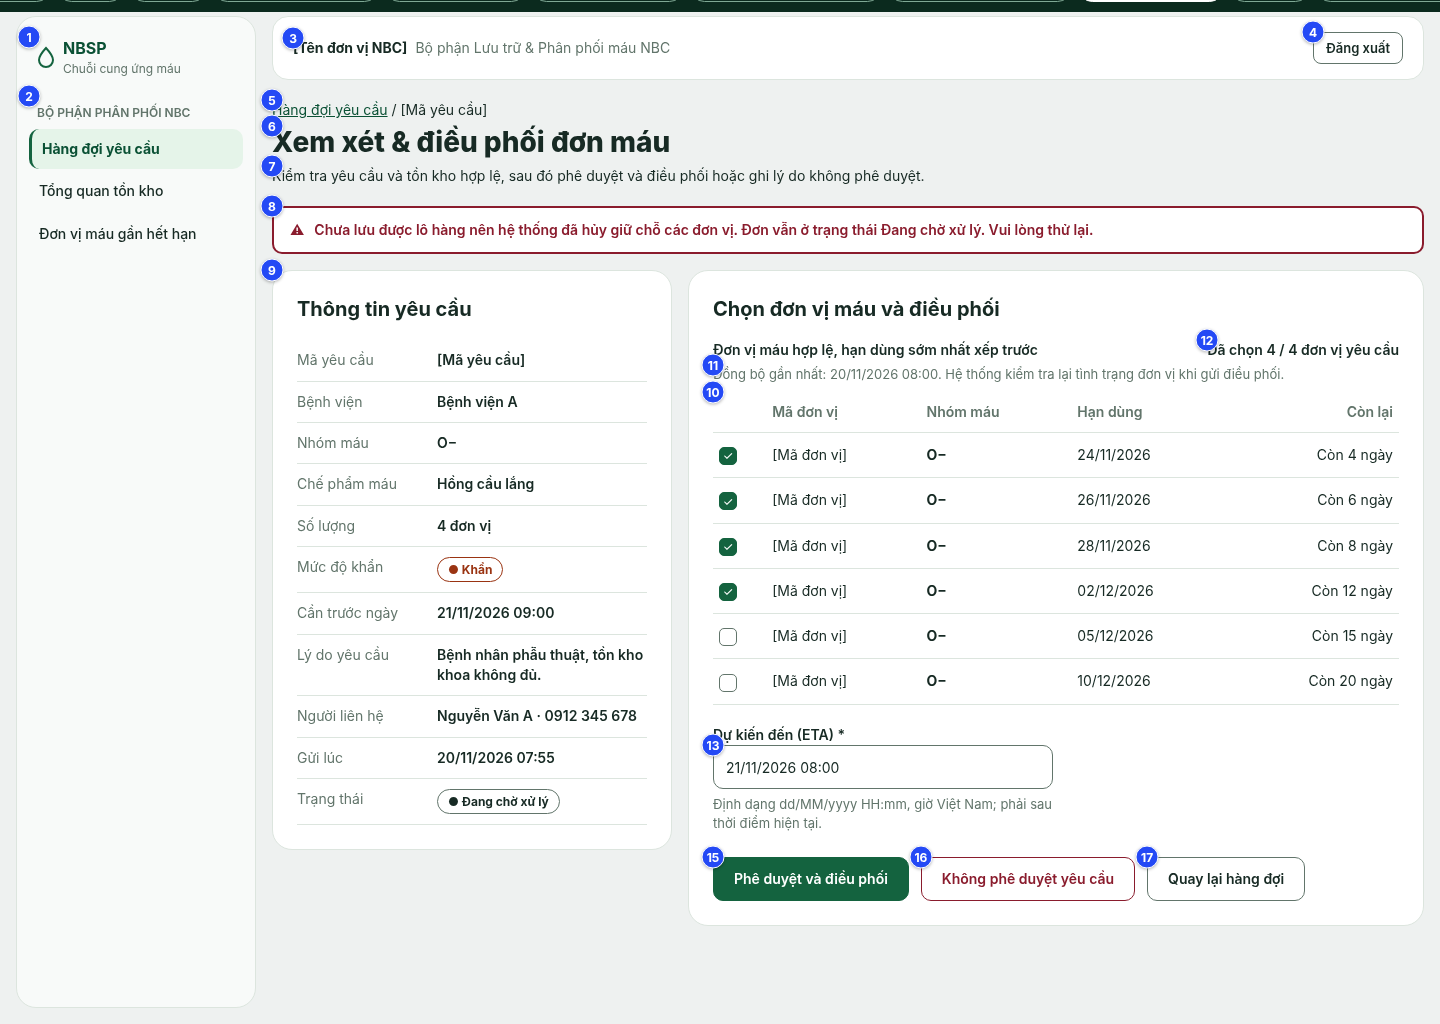 1
NBSP
Chuỗi cung ứng máu
2
BỘ PHẬN PHÂN PHỐI NBC
Hàng đợi yêu cầu
Tổng quan tồn kho
Đơn vị máu gần hết hạn
3
[Tên đơn vị NBC] Bộ phận Lưu trữ & Phân phối máu NBC
4
Đăng xuất
5
Hàng đợi yêu cầu / [Mã yêu cầu]
6
Xem xét & điều phối đơn máu
7
Kiểm tra yêu cầu và tồn kho hợp lệ, sau đó phê duyệt và điều phối hoặc ghi lý do không phê duyệt.
8
Chưa lưu được lô hàng nên hệ thống đã hủy giữ chỗ các đơn vị. Đơn vẫn ở trạng thái Đang chờ xử lý. Vui lòng thử lại.
9
Thông tin yêu cầu
Mã yêu cầu [Mã yêu cầu]
Bệnh viện Bệnh viện A
Nhóm máu O−
Chế phẩm máu Hồng cầu lắng
Số lượng 4 đơn vị
Mức độ khẩn Khẩn
Cần trước ngày 21/11/2026 09:00
Lý do yêu cầu Bệnh nhân phẫu thuật, tồn kho
khoa không đủ.
Người liên hệ Nguyễn Văn A · 0912 345 678
Gửi lúc 20/11/2026 07:55
Trạng thái Đang chờ xử lý
Chọn đơn vị máu và điều phối
Đơn vị máu hợp lệ, hạn dùng sớm nhất xếp trước
12
Đã chọn 4 / 4 đơn vị yêu cầu
11
Đồng bộ gần nhất: 20/11/2026 08:00. Hệ thống kiểm tra lại tình trạng đơn vị khi gửi điều phối.
10
Mã đơn vị Nhóm máu Hạn dùng Còn lại
[Mã đơn vị] O− 24/11/2026 Còn 4 ngày
[Mã đơn vị] O− 26/11/2026 Còn 6 ngày
[Mã đơn vị] O− 28/11/2026 Còn 8 ngày
[Mã đơn vị] O− 02/12/2026 Còn 12 ngày
[Mã đơn vị] O− 05/12/2026 Còn 15 ngày
[Mã đơn vị] O− 10/12/2026 Còn 20 ngày
Dự kiến đến (ETA) *
13
21/11/2026 08:00
Định dạng dd/MM/yyyy HH:mm, giờ Việt Nam; phải sau
thời điểm hiện tại.
15
Phê duyệt và điều phối
16
Không phê duyệt yêu cầu
17
Quay lại hàng đợi